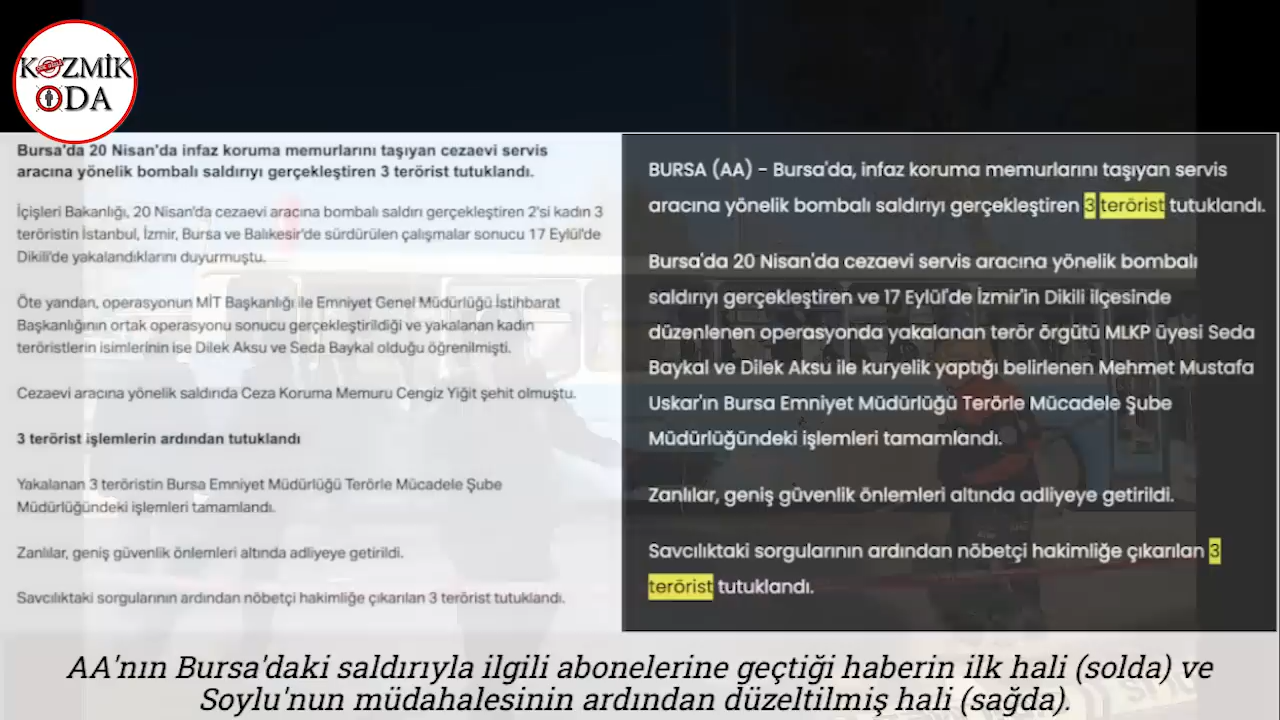 KOZMİK
ODA
Bursa'da 20 Nisan'da infaz koruma memurlarını taşıyan cezaevi servis
aracına yönelik bombalı saldırıyı gerçekleştiren 3 terörist tutuklandı.
İçişleri Bakanlığı, 20 Nisan'da cezaevi aracına bombalı saldırı gerçekleştiren 2'si kadın 3
teröristin İstanbul, İzmir, Bursa ve Balıkesir'de sürdürülen çalışmalar sonucu 17 Eylül'de
Dikili'de yakalandıklarını duyurmuştu.
Öte yandan, operasyonun MİT Başkanlığı ile Emniyet Genel Müdürlüğü İstihbarat
Başkanlığının ortak operasyonu sonucu gerçekleştirildiği ve yakalanan kadın
teröristlerin isimlerinin ise Dilek Aksu ve Seda Baykal olduğu öğrenilmişti.
Cezaevi aracına yönelik saldırıda Ceza Koruma Memuru Cengiz Yiğit şehit olmuştu.
3 terörist işlemlerin ardından tutuklandı
Yakalanan 3 teröristin Bursa Emniyet Müdürlüğü Terörle Mücadele Şube
Müdürlüğündeki işlemleri tamamlandı.
Zanlılar, geniş güvenlik önlemleri altında adliyeye getirildi.
Savcılıktaki sorgularının ardından nöbetçi hakimliğe çıkarılan 3 terörist tutuklandı.
BURSA (AA) - Bursa'da, infaz koruma memurlarını taşıyan servis
aracına yönelik bombalı saldırıyı gerçekleştiren 3 terörist tutuklandı.
Bursa'da 20 Nisan'da cezaevi servis aracına yönelik bombalı
saldırıyı gerçekleştiren ve 17 Eylül'de İzmir'in Dikili ilçesinde
düzenlenen operasyonda yakalanan terör örgütü MLKP üyesi Seda
Baykal ve Dilek Aksu ile kuryelik yaptığı belirlenen Mehmet Mustafa
Uskar'ın Bursa Emniyet Müdürlüğü Terörle Mücadele Şube
Müdürlüğündeki işlemleri tamamlandı.
Zanlılar, geniş güvenlik önlemleri altında adliyeye getirildi.
Savcılıktaki sorgularının ardından nöbetçi hakimliğe çıkarılan 3
terörist tutuklandı.
AA'nın Bursa'daki saldırıyla ilgili abonelerine geçtiği haberin ilk hali (solda) ve
Soylu'nun müdahalesinin ardından düzeltilmiş hali (sağda).